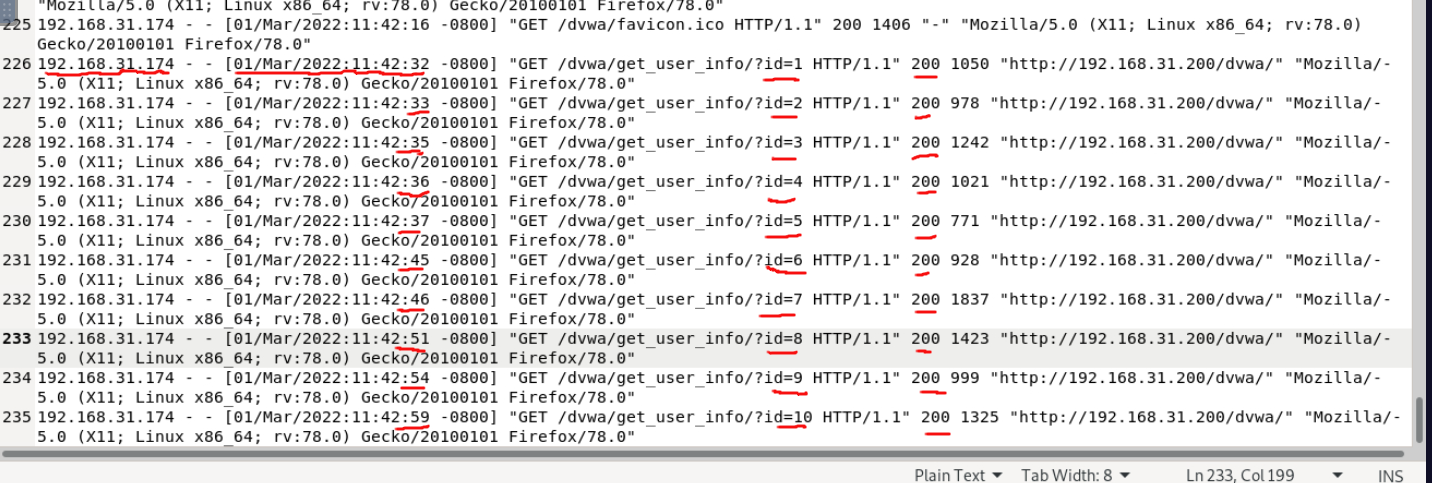 "Mozilla/5.0 (X11; Linux x86_64; rv:78.0) Gecko/20100101 Firefox/78.0"
225 192.168.31.174 - - [01/Mar/2022:11:42:16 -0800] "GET /dvwa/favicon.ico HTTP/1.1" 200 1406 "-" "Mozilla/5.0 (X11; Linux x86_64; rv:78.0)
Gecko/20100101 Firefox/78.0"
226 192.168.31.174 - - [01/Mar/2022:11:42:32 -0800] "GET /dvwa/get_user_info/?id=1 HTTP/1.1" 200 1050 "http://192.168.31.200/dvwa/" "Mozilla/-
5.0 (X11; Linux x86_64; rv:78.0) Gecko/20100101 Firefox/78.0"
227 192.168.31.174 - - [01/Mar/2022:11:42:33 -0800] "GET /dvwa/get_user_info/?id=2 HTTP/1.1" 200 978 "http://192.168.31.200/dvwa/" "Mozilla/-
5.0 (X11; Linux x86_64; rv:78.0) Gecko/20100101 Firefox/78.0"
228 192.168.31.174 - - [01/Mar/2022:11:42:35 -0800] "GET /dvwa/get_user_info/?id=3 HTTP/1.1" 200 1242 "http://192.168.31.200/dvwa/" "Mozilla/-
5.0 (X11; Linux x86_64; rv:78.0) Gecko/20100101 Firefox/78.0"
229 192.168.31.174 - - [01/Mar/2022:11:42:36 -0800] "GET /dvwa/get_user_info/?id=4 HTTP/1.1" 200 1021 "http://192.168.31.200/dvwa/" "Mozilla/-
5.0 (X11; Linux x86_64; rv:78.0) Gecko/20100101 Firefox/78.0"
230 192.168.31.174 - - [01/Mar/2022:11:42:37 -0800] "GET /dvwa/get_user_info/?id=5 HTTP/1.1" 200 771 "http://192.168.31.200/dvwa/" "Mozilla/-
5.0 (X11; Linux x86_64; rv:78.0) Gecko/20100101 Firefox/78.0"
231 192.168.31.174 - - [01/Mar/2022:11:42:45 -0800] "GET /dvwa/get_user_info/?id=6 HTTP/1.1" 200 928 "http://192.168.31.200/dvwa/" "Mozilla/-
5.0 (X11; Linux x86_64; rv:78.0) Gecko/20100101 Firefox/78.0"
232 192.168.31.174 - - [01/Mar/2022:11:42:46 -0800] "GET /dvwa/get_user_info/?id=7 HTTP/1.1" 200 1837 "http://192.168.31.200/dvwa/" "Mozilla/-
5.0 (X11; Linux x86_64; rv:78.0) Gecko/20100101 Firefox/78.0"
233 192.168.31.174 - - [01/Mar/2022:11:42:51 -0800] "GET /dvwa/get_user_info/?id=8 HTTP/1.1" 200 1423 "http://192.168.31.200/dvwa/" "Mozilla/-
5.0 (X11; Linux x86_64; rv:78.0) Gecko/20100101 Firefox/78.0"
234 192.168.31.174 - - [01/Mar/2022:11:42:54 -0800] "GET /dvwa/get_user_info/?id=9 HTTP/1.1" 200 999 "http://192.168.31.200/dvwa/" "Mozilla/-
5.0 (X11; Linux x86_64; rv:78.0) Gecko/20100101 Firefox/78.0"
235 192.168.31.174 - - [01/Mar/2022:11:42:59 -0800] "GET /dvwa/get_user_info/?id=10 HTTP/1.1" 200 1325 "http://192.168.31.200/dvwa/" "Mozilla/-
5.0 (X11; Linux x86_64; rv:78.0) Gecko/20100101 Firefox/78.0"
Plain Text Tab Width: 8 Ln 233, Col 199 INS